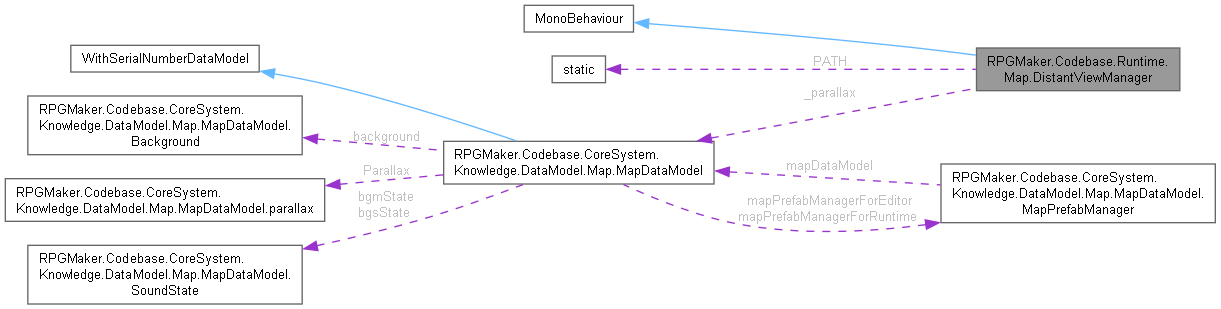 MonoBehaviour
WithSerialNumberDataModel
static
PATH
RPGMaker.Codebase.Runtime.
Map.DistantViewManager
_parallax
RPGMaker.Codebase.CoreSystem.
Knowledge.DataModel.Map.MapDataModel.
Background
background
RPGMaker.Codebase.CoreSystem.
Knowledge.DataModel.Map.MapDataModel
mapDataModel
RPGMaker.Codebase.CoreSystem.
Knowledge.DataModel.Map.MapDataModel.
MapPrefabManager
Parallax
RPGMaker.Codebase.CoreSystem.
Knowledge.DataModel.Map.MapDataModel.parallax
bgmState
bgsState
mapPrefabManagerForEditor
mapPrefabManagerForRuntime
RPGMaker.Codebase.CoreSystem.
Knowledge.DataModel.Map.MapDataModel.
SoundState